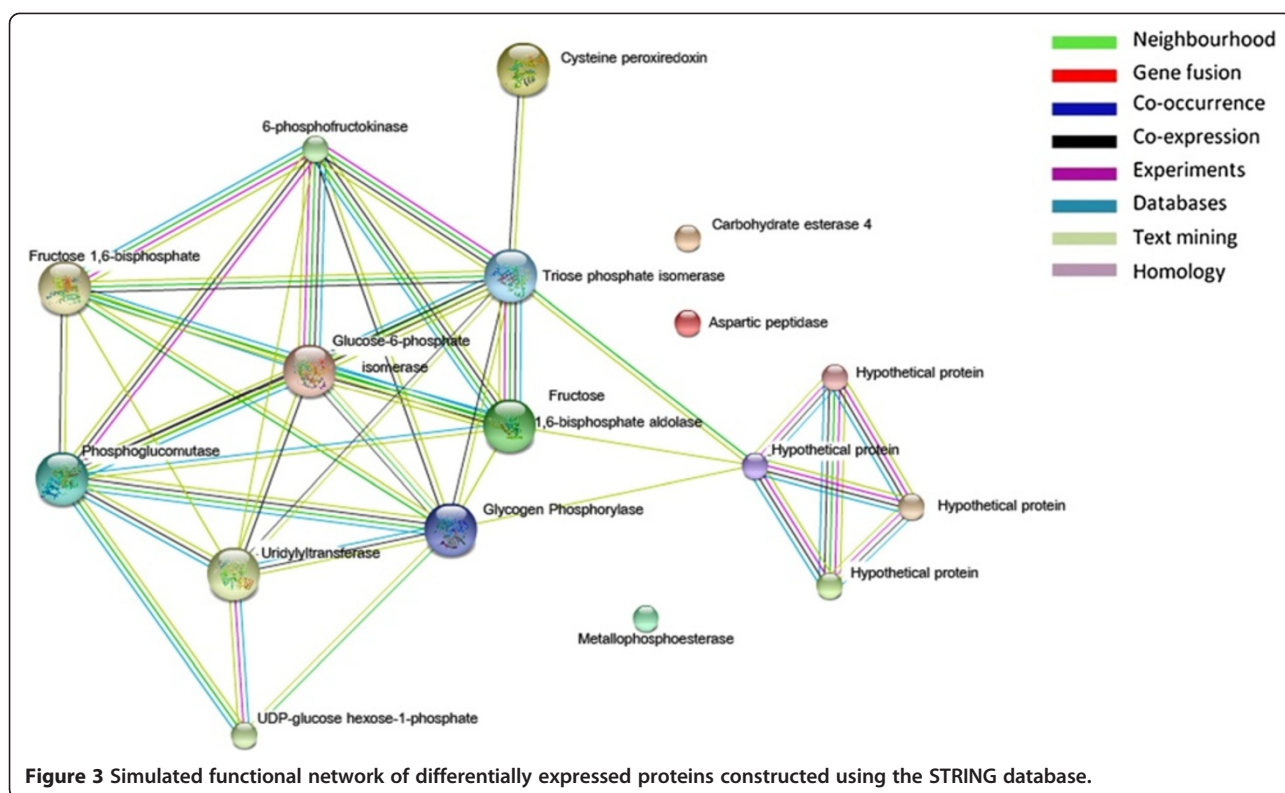 Cysteine peroxiredoxin
6-phosphofructokinase
Fructose 1,6-bisphosphate
Triose phosphate isomerase
Carbohydrate esterase 4
Aspartic peptidase
Glucose-6-phosphate
isomerase
Fructose
1,6-bisphosphate aldolase
Phosphoglucomutase
Glycogen Phosphorylase
Uridylyltransferase
UDP-glucose hexose-1-phosphate
Metallophosphoesterase
Hypothetical protein
Hypothetical protein
Hypothetical protein
Hypothetical protein
Neighbourhood
Gene fusion
Co-occurrence
Co-expression
Experiments
Databases
Text mining
Homology
Figure 3 Simulated functional network of differentially expressed proteins constructed using the STRING database.